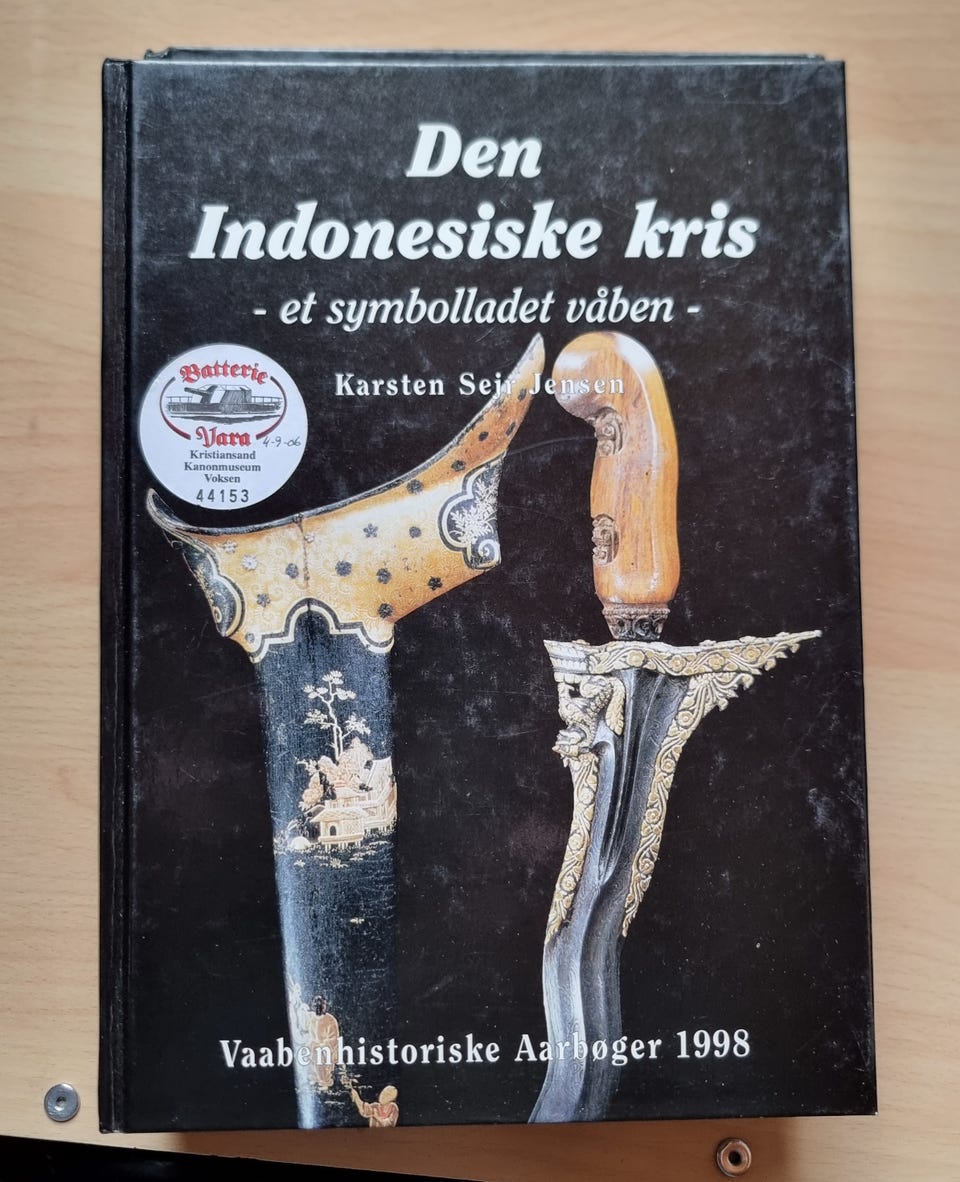 Den
Indonesiske kris
- et symbolladet våben -
Karsten Sejr Jensen
Batterie
Vara
4-9-06
Kristiansand
Kanonmuseum
Voksen
44153
Vaabenhistoriske Aarbøger 1998